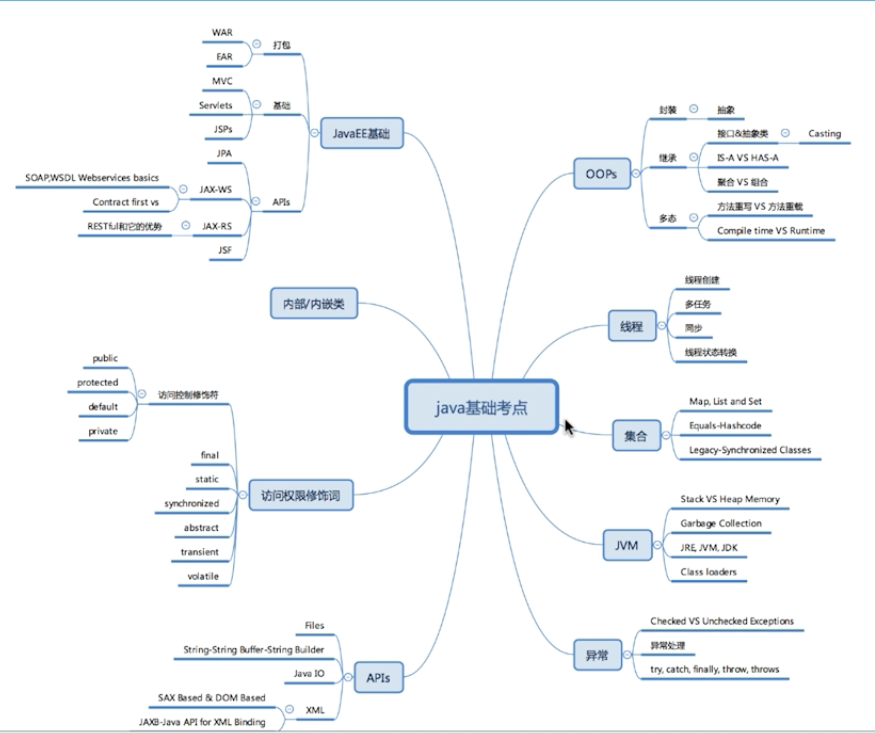 java基础考点
JavaEE基础
打包
WAR
EAR
基础
MVC
Servlets
JSPs
APIs
JPA
JAX-WS
SOAP,WSDL Webservices basics
Contract first vs
JAX-RS
RESTful和它的优势
JSF
内部/内嵌类
访问权限修饰词
访问控制修饰符
public
protected
default
private
final
static
synchronized
abstract
transient
volatile
APIs
Files
String-String Buffer-String Builder
Java IO
XML
SAX Based & DOM Based
JAXB-Java API for XML Binding
OOPs
封装
抽象
继承
接口&抽象类
Casting
IS-A VS HAS-A
聚合 VS 组合
多态
方法重写 VS 方法重载
Compile time VS Runtime
线程
线程创建
多任务
同步
线程状态转换
集合
Map, List and Set
Equals-Hashcode
Legacy-Synchronized Classes
JVM
Stack VS Heap Memory
Garbage Collection
JRE, JVM, JDK
Class loaders
异常
Checked VS Unchecked Exceptions
异常处理
try, catch, finally, throw, throws